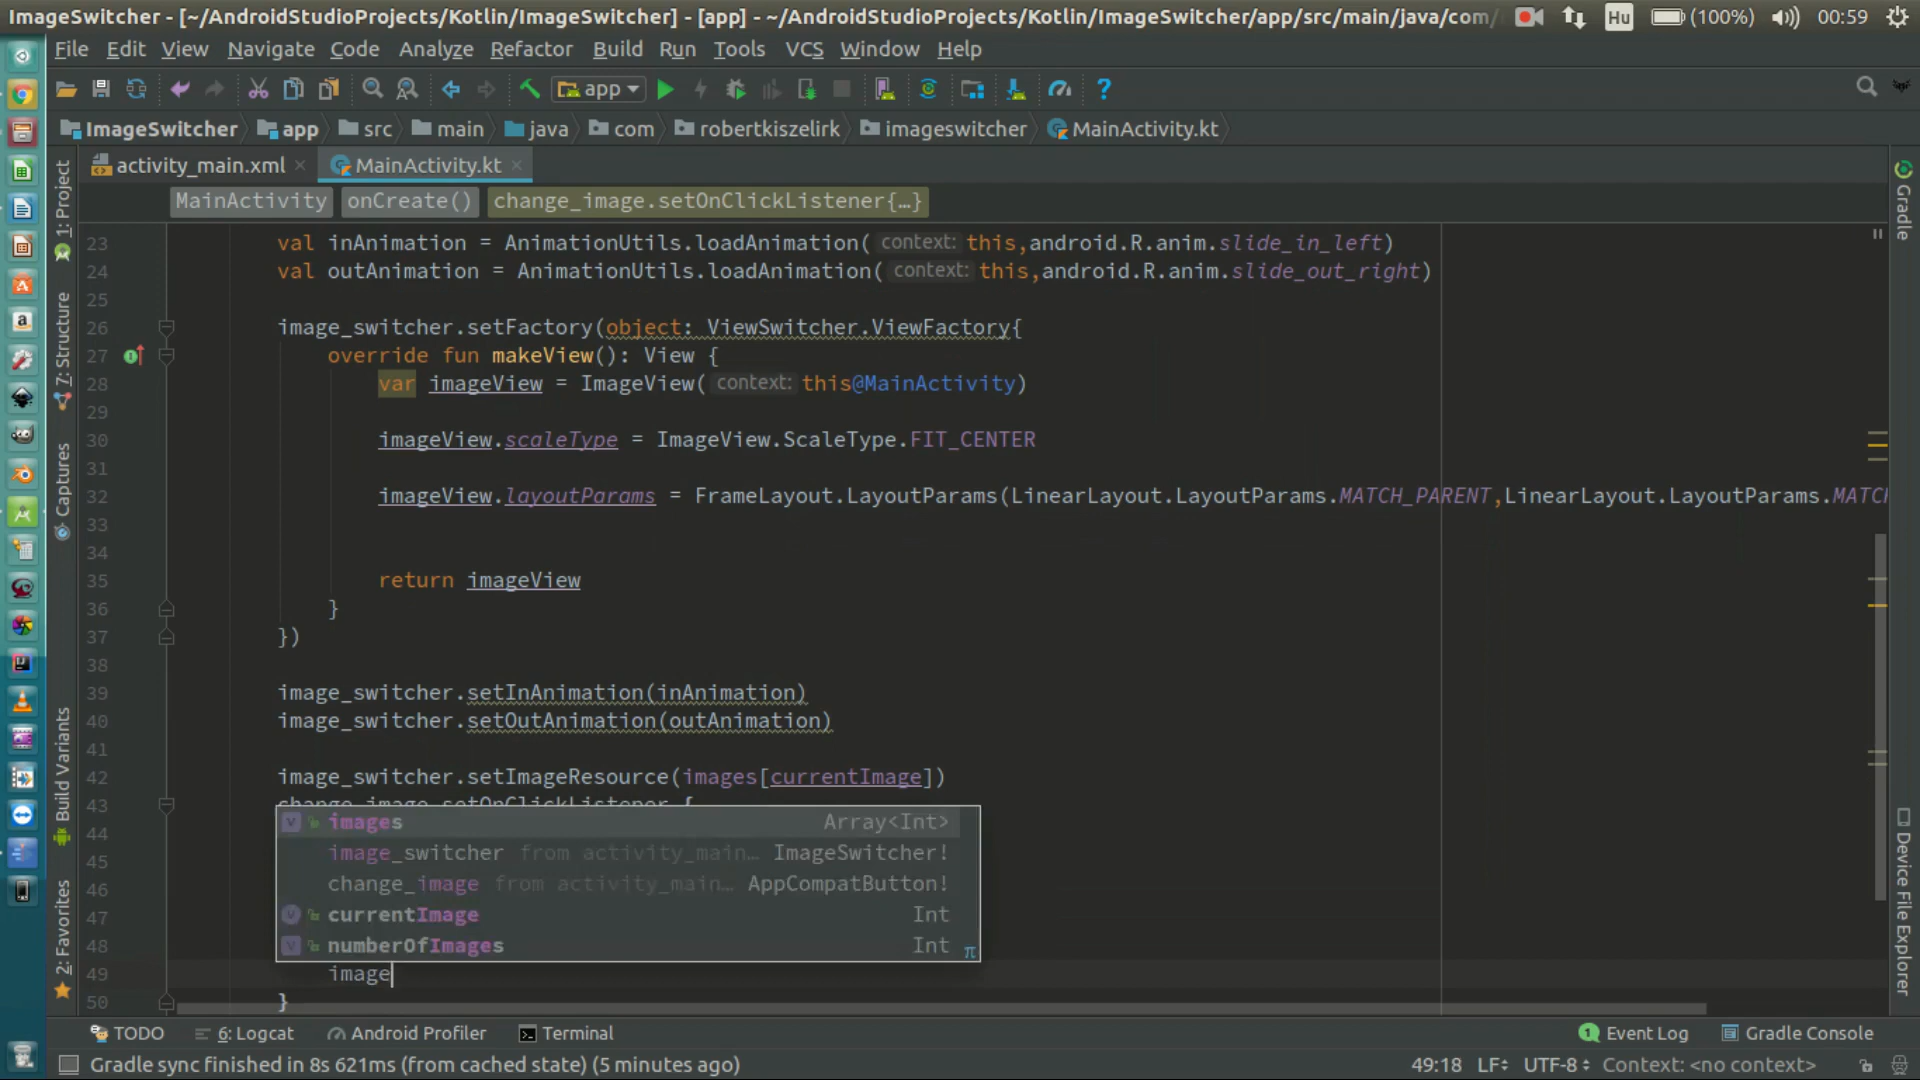 ImageSwitcher - [~/AndroidStudioProjects/Kotlin/ImageSwitcher] - [app] - ~/AndroidStudioProjects/Kotlin/ImageSwitcher/app/src/main/java/com/ Hu (100%) 00:59
File Edit View Navigate Code Analyze Refactor Build Run Tools VCS Window Help
app
ImageSwitcher app src main java com robertkiszelirk imageswitcher MainActivity.kt
activity_main.xml MainActivity.kt
MainActivity onCreate() change_image.setOnClickListener{…}
1: Project
7: Structure
Captures
Build Variants
2: Favorites
23 val inAnimation = AnimationUtils.loadAnimation( context: this,android.R.anim.slide_in_left)
24 val outAnimation = AnimationUtils.loadAnimation( context: this,android.R.anim.slide_out_right)
25
26 image_switcher.setFactory(object: ViewSwitcher.ViewFactory{
27 override fun makeView(): View {
28 var imageView = ImageView( context: this@MainActivity)
29
30 imageView.scaleType = ImageView.ScaleType.FIT_CENTER
31
32 imageView.layoutParams = FrameLayout.LayoutParams(LinearLayout.LayoutParams.MATCH_PARENT,LinearLayout.LayoutParams.MATCH
33
34
35 return imageView
36 }
37 })
38
39 image_switcher.setInAnimation(inAnimation)
40 image_switcher.setOutAnimation(outAnimation)
41
42 image_switcher.setImageResource(images[currentImage])
43 change_image.setOnClickListener {
44
45
46
47
48
49 image
50 }
images Array<Int>
image_switcher from activity_main… ImageSwitcher!
change_image from activity_main… AppCompatButton!
currentImage Int
numberOfImages Int π
Gradle
Device File Explorer
TODO 6: Logcat Android Profiler Terminal 1 Event Log Gradle Console
Gradle sync finished in 8s 621ms (from cached state) (5 minutes ago) 49:18 LF÷ UTF-8÷ Context: <no context>